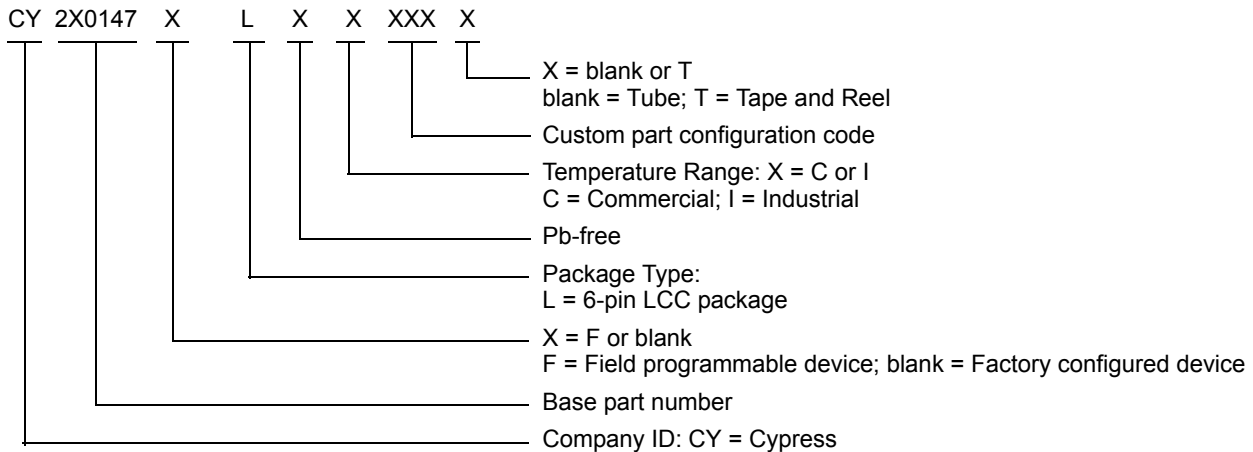 CY 2X0147 X L X X XXX X
X = blank or T
blank = Tube; T = Tape and Reel
Custom part configuration code
Temperature Range: X = C or I
C = Commercial; I = Industrial
Pb-free
Package Type:
L = 6-pin LCC package
X = F or blank
F = Field programmable device; blank = Factory configured device
Base part number
Company ID: CY = Cypress